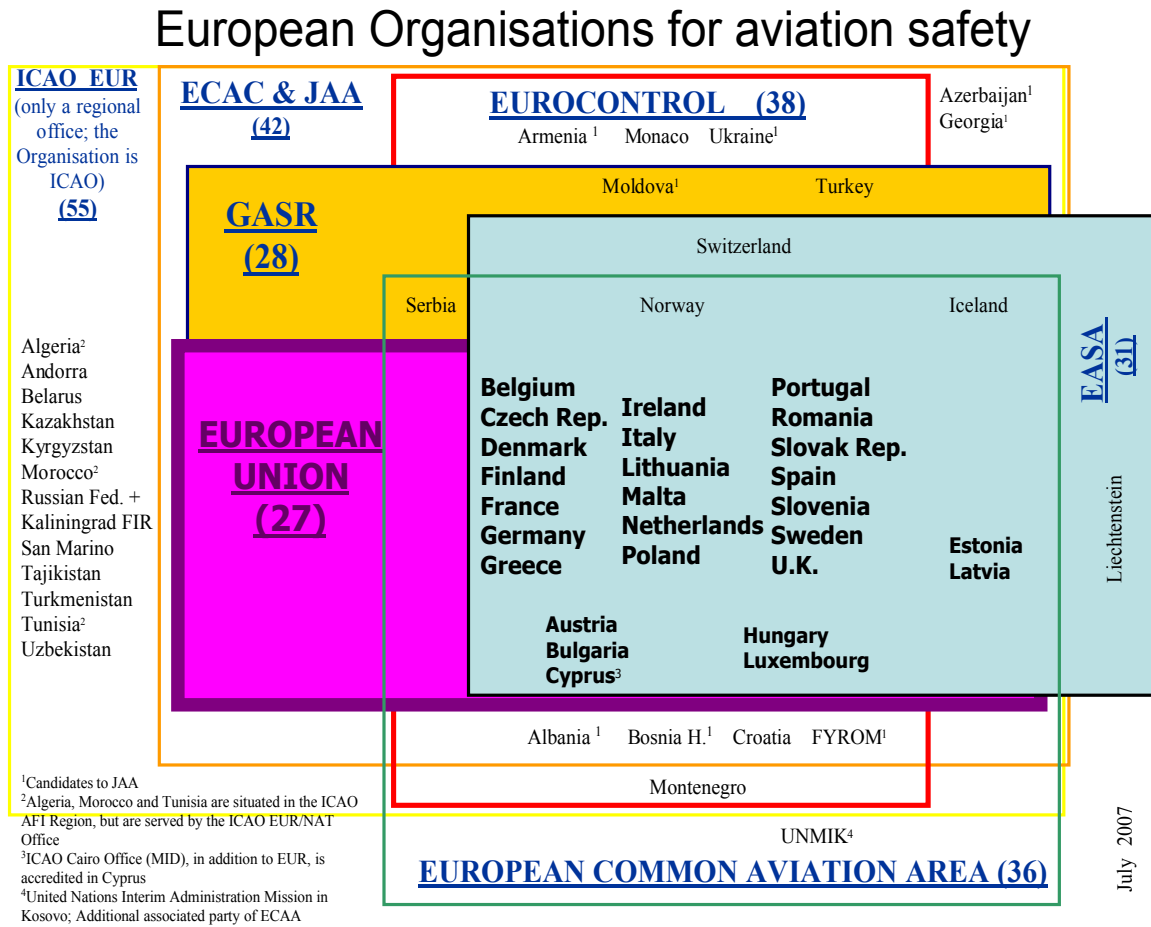 European Organisations for aviation safety
ICAO EUR
(only a regional
office; the
Organisation is
ICAO)
(55)
ECAC & JAA
(42)
EUROCONTROL (38)
Armenia ¹ Monaco Ukraine¹
Azerbaijan¹
Georgia¹
Moldova¹ Turkey
GASR
(28)
Switzerland
Serbia Norway Iceland
EASA
(31)
Liechtenstein
Algeria²
Andorra
Belarus
Kazakhstan
Kyrgyzstan
Morocco²
Russian Fed. +
Kaliningrad FIR
San Marino
Tajikistan
Turkmenistan
Tunisia²
Uzbekistan
EUROPEAN
UNION
(27)
Belgium
Czech Rep.
Denmark
Finland
France
Germany
Greece
Ireland
Italy
Lithuania
Malta
Netherlands
Poland
Portugal
Romania
Slovak Rep.
Spain
Slovenia
Sweden
U.K.
Estonia
Latvia
Austria
Bulgaria
Cyprus³
Hungary
Luxembourg
Albania ¹ Bosnia H.¹ Croatia FYROM¹
Montenegro
UNMIK⁴
EUROPEAN COMMON AVIATION AREA (36)
¹Candidates to JAA
²Algeria, Morocco and Tunisia are situated in the ICAO
AFI Region, but are served by the ICAO EUR/NAT
Office
³ICAO Cairo Office (MID), in addition to EUR, is
accredited in Cyprus
⁴United Nations Interim Administration Mission in
Kosovo; Additional associated party of ECAA
July 2007